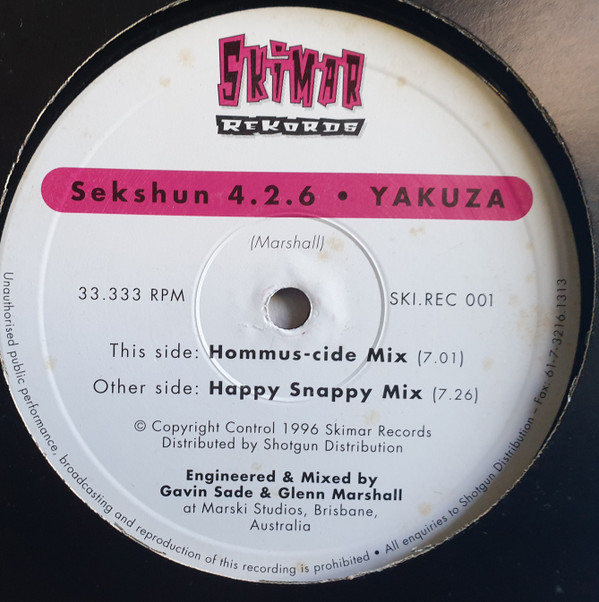 SKiMAR
REKORDS
Sekshun 4.2.6 • YAKUZA
(Marshall)
33.333 RPM
SKI.REC 001
This side: Hommus-cide Mix (7.01)
Other side: Happy Snappy Mix (7.26)
© Copyright Control 1996 Skimar Records
Distributed by Shotgun Distribution
Engineered & Mixed by
Gavin Sade & Glenn Marshall
at Marski Studios, Brisbane,
Australia
Unauthorised public performance, broadcasting and reproduction of this recording is prohibited • All enquiries to Shotgun Distribution – Fax: 61.7.3216.1313